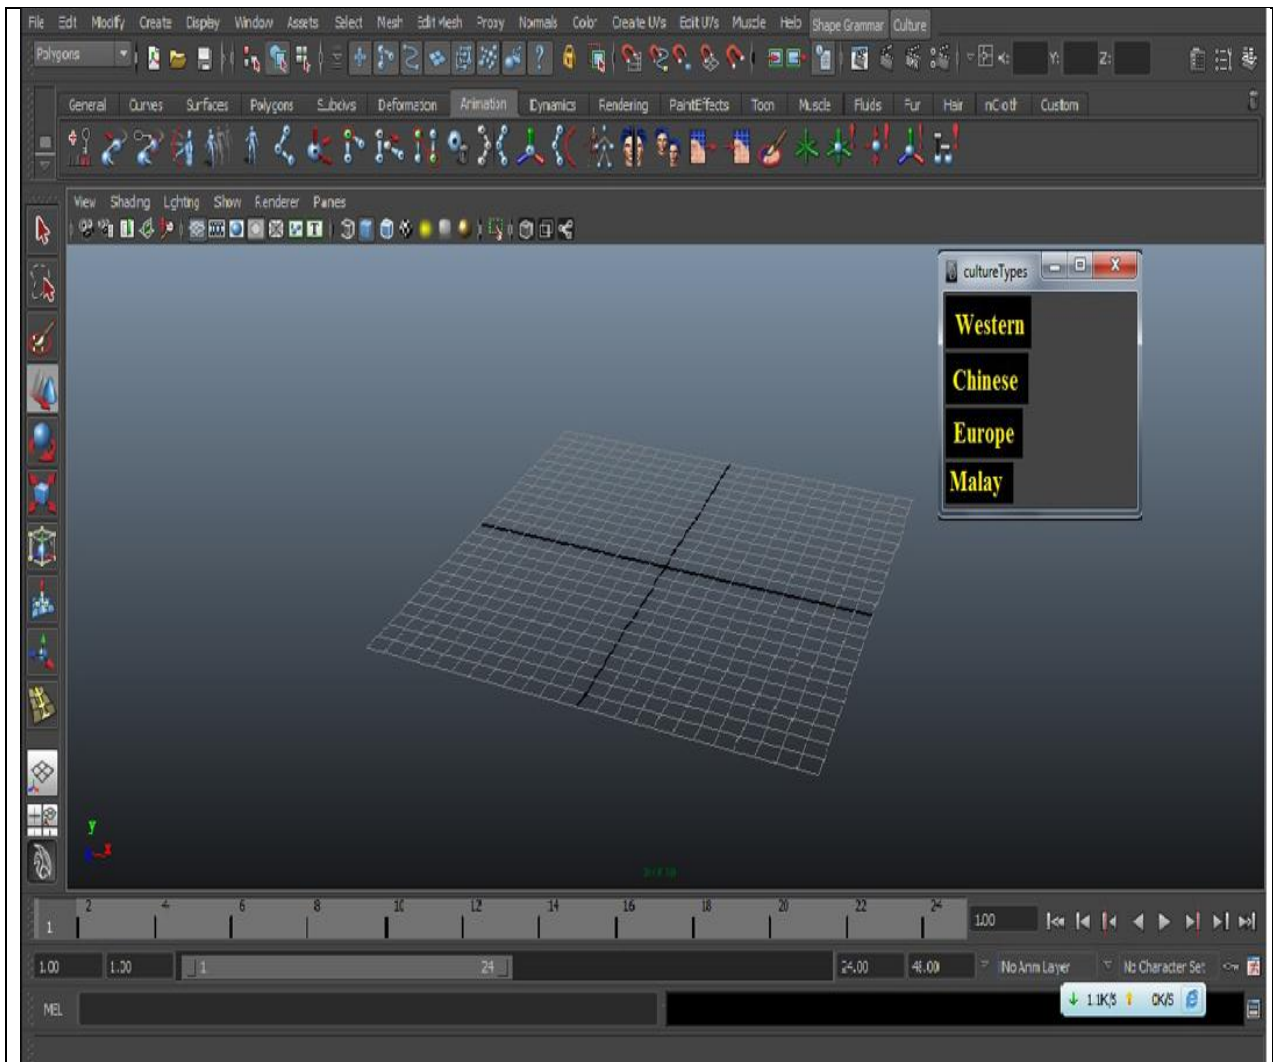 File Edit Modify Create Display Window Assets Select Mesh Edit Mesh Proxy Normals Color Create UVs Edit UVs Muscle Help Shape Grammar Culture
Polygons Y: Z:
General Curves Surfaces Polygons Subdivs Deformation Animation Dynamics Rendering PaintEffects Toon Muscle Fluids Fur Hair nCloth Custom
View Shading Lighting Show Renderer Panels
cultureTypes
Western
Chinese
Europe
Malay
y
x
2 4 6 8 10 12 14 16 18 20 22 24
1 1.00
1.00 1.00 1 24 24.00 48.00 No Anim Layer No Character Set
1.1K/S 0K/S
MEL